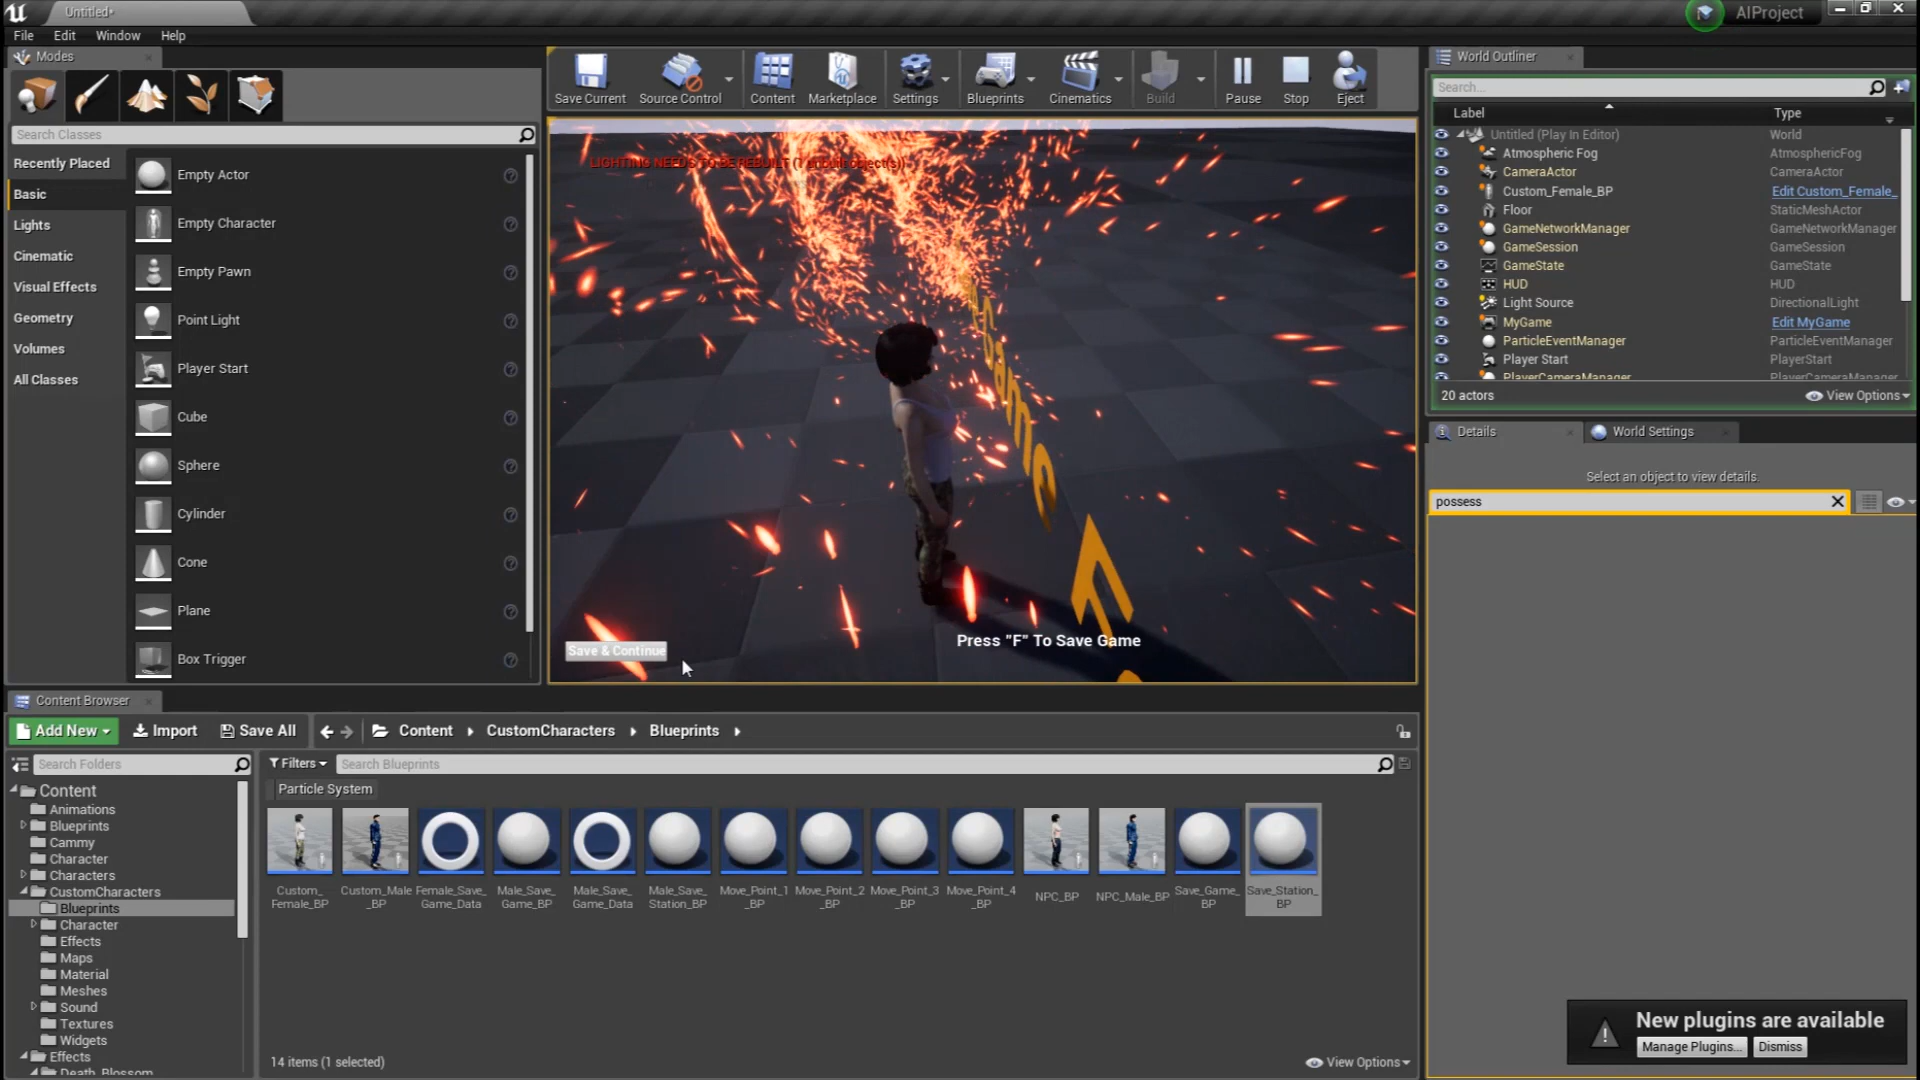 Untitled*
AIProject
File Edit Window Help
Modes
Search Classes
Recently Placed
Basic
Lights
Cinematic
Visual Effects
Geometry
Volumes
All Classes
Empty Actor
Empty Character
Empty Pawn
Point Light
Player Start
Cube
Sphere
Cylinder
Cone
Plane
Box Trigger
Save Current Source Control Content Marketplace Settings Blueprints Cinematics Build Pause Stop Eject
LIGHTING NEEDS TO BE REBUILT (1 unbuilt object(s))
Game
Press "F" To Save Game
Save & Continue
World Outliner
Search...
Label Type
Untitled (Play In Editor) World
Atmospheric Fog AtmosphericFog
CameraActor CameraActor
Custom_Female_BP Edit Custom_Female_
Floor StaticMeshActor
GameNetworkManager GameNetworkManager
GameSession GameSession
GameState GameState
HUD HUD
Light Source DirectionalLight
MyGame Edit MyGame
ParticleEventManager ParticleEventManager
Player Start PlayerStart
PlayerCameraManager PlayerCameraManager
20 actors View Options
Details World Settings
Select an object to view details.
possess
Content Browser
Add New Import Save All Content CustomCharacters Blueprints
Search Folders
Filters Search Blueprints
Particle System
Content
Animations
Blueprints
Cammy
Character
Characters
CustomCharacters
Blueprints
Character
Effects
Maps
Material
Meshes
Sound
Textures
Widgets
Effects
Death_Blossom
Custom_
Female_BP
Custom_Male
_BP
Female_Save_
Game_Data
Male_Save_
Game_BP
Male_Save_
Game_Data
Male_Save_
Station_BP
Move_Point_1
_BP
Move_Point_2
_BP
Move_Point_3
_BP
Move_Point_4
_BP
NPC_BP
NPC_Male_BP
Save_Game_
BP
Save_Station_
BP
14 items (1 selected) View Options
New plugins are available
Manage Plugins... Dismiss